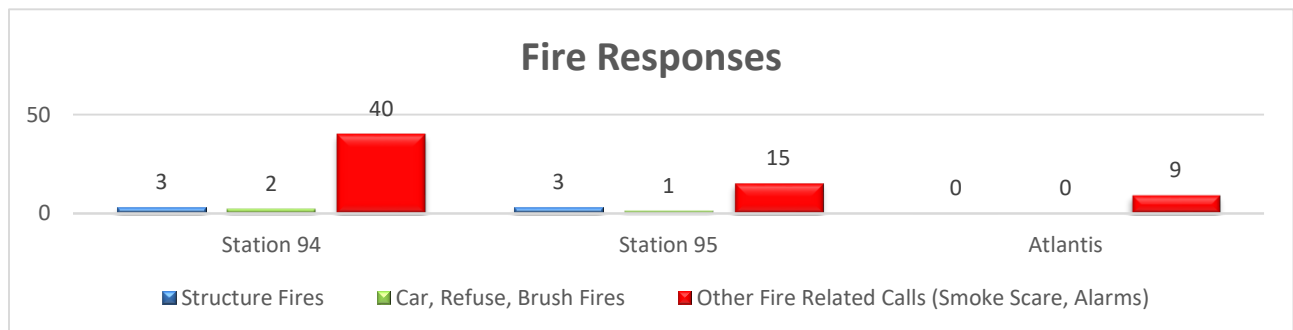 Fire Responses
50
40
3 2 3 1 15 0 0 9
0
Station 94 Station 95 Atlantis
Structure Fires Car, Refuse, Brush Fires Other Fire Related Calls (Smoke Scare, Alarms)